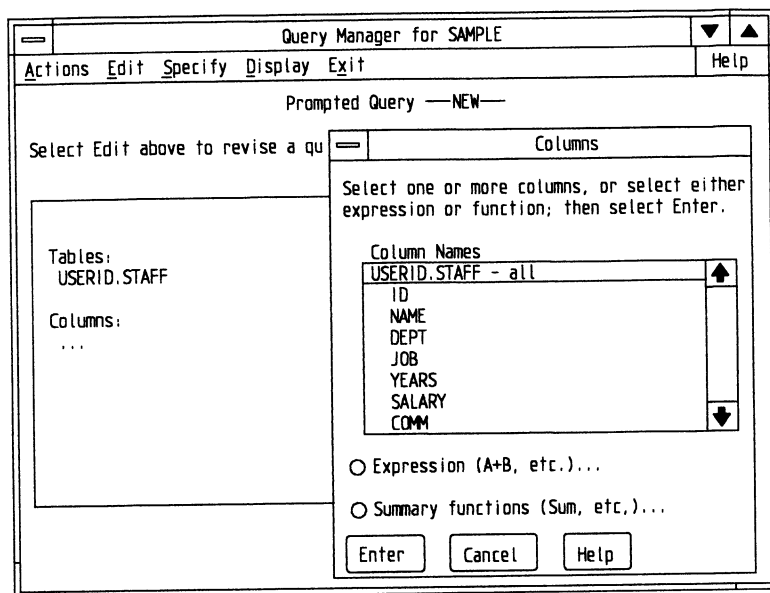 Query Manager for SAMPLE
Actions Edit Specify Display Exit Help
Prompted Query —NEW—
Select Edit above to revise a qu
Tables:
USERID.STAFF
Columns:
...
Columns
Select one or more columns, or select either
expression or function; then select Enter.
Column Names
USERID.STAFF - all
ID
NAME
DEPT
JOB
YEARS
SALARY
COMM
Expression (A+B, etc.)...
Summary functions (Sum, etc,)...
Enter Cancel Help